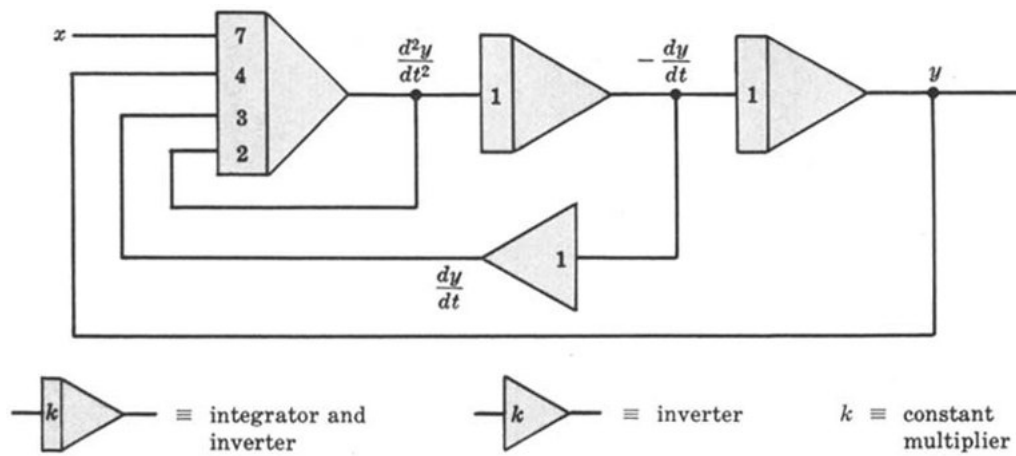 x
7
4
3
2
d²y
dt²
1
− dy
dt
1
y
1
dy
dt
k ≡ integrator and
inverter
k ≡ inverter
k ≡ constant
multiplier